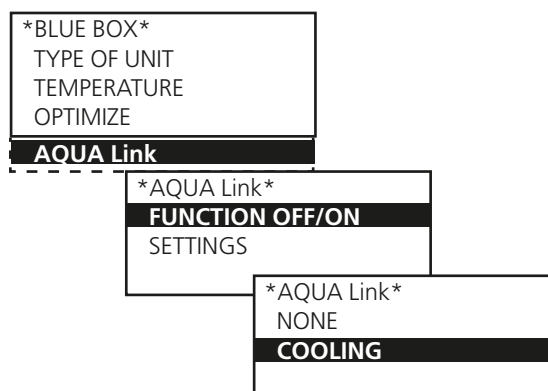 *BLUE BOX*
TYPE OF UNIT
TEMPERATURE
OPTIMIZE
AQUA Link
*AQUA Link*
FUNCTION OFF/ON
SETTINGS
*AQUA Link*
NONE
COOLING